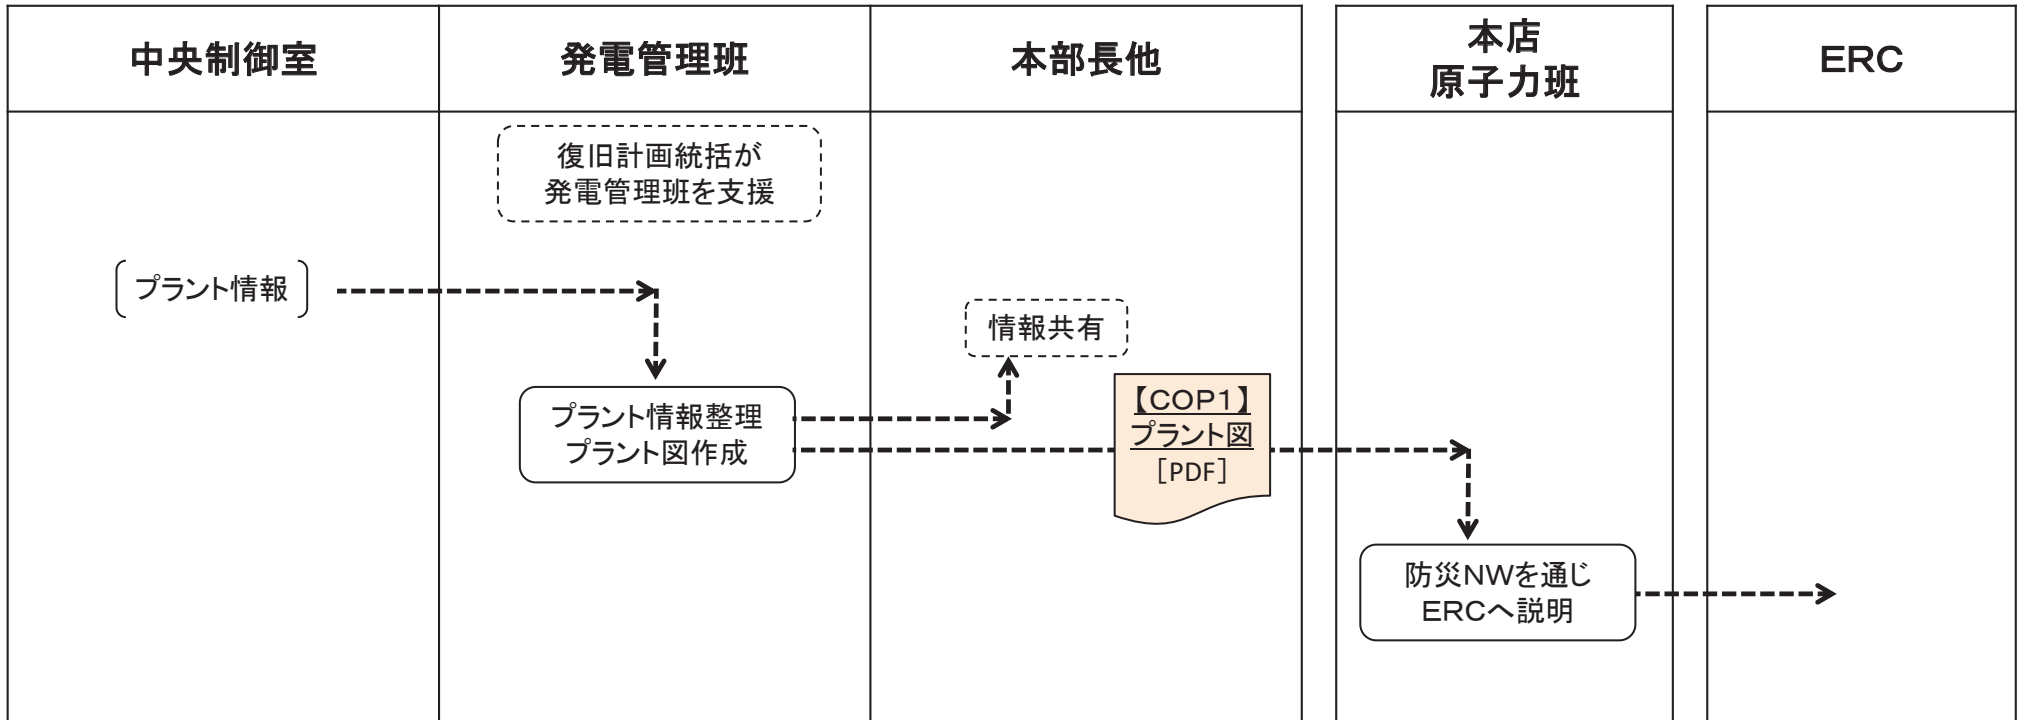 中央制御室
発電管理班
本部長他
本店
原子力班
ERC
復旧計画統括が
発電管理班を支援
プラント情報
情報共有
プラント情報整理
プラント図作成
【COP1】
プラント図
[PDF]
防災NWを通じ
ERCへ説明